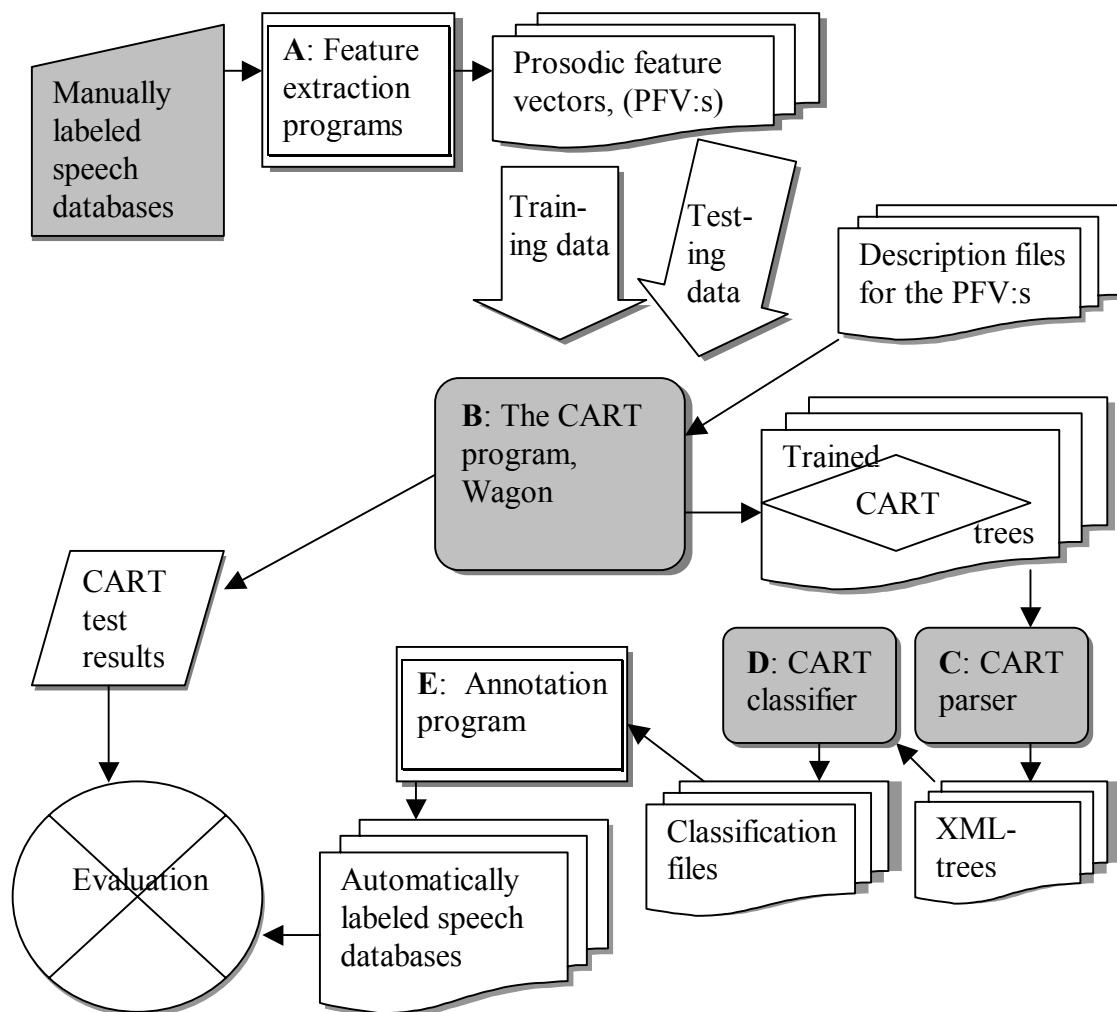 Manually
labeled
speech
databases
A: Feature
extraction
programs
Prosodic feature
vectors, (PFV:s)
Train-
ing data
Test-
ing
data
Description files
for the PFV:s
B: The CART
program,
Wagon
Trained
CART
trees
CART
test
results
E: Annotation
program
D: CART
classifier
C: CART
parser
Evaluation
Automatically
labeled speech
databases
Classification
files
XML-
trees